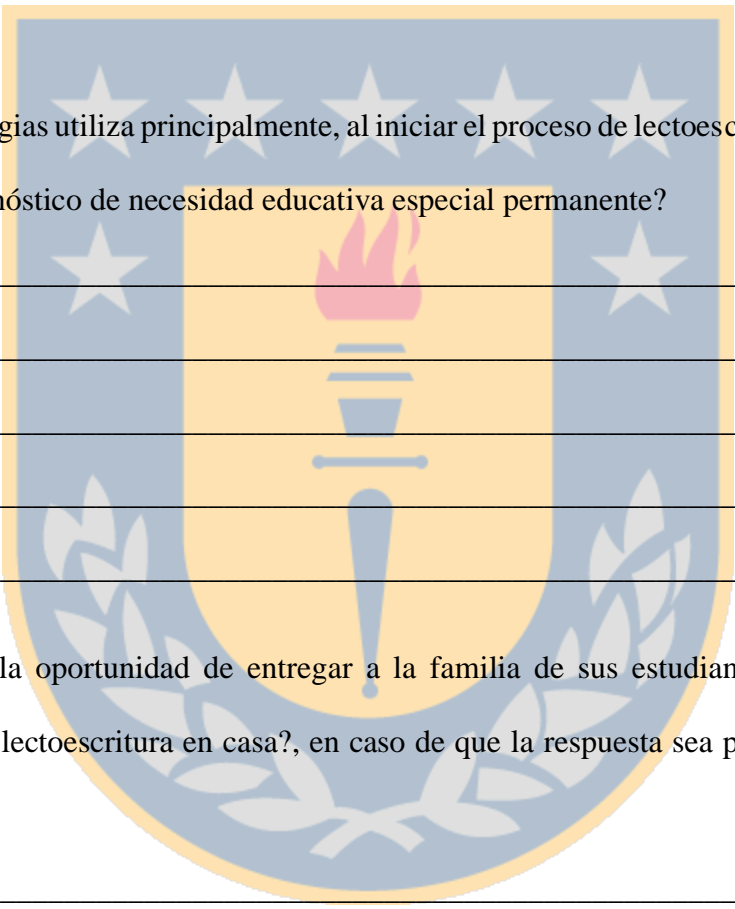 gias utiliza principalmente, al iniciar el proceso de lectoesc
nóstico de necesidad educativa especial permanente?
la oportunidad de entregar a la familia de sus estudian
lectoescritura en casa?, en caso de que la respuesta sea p